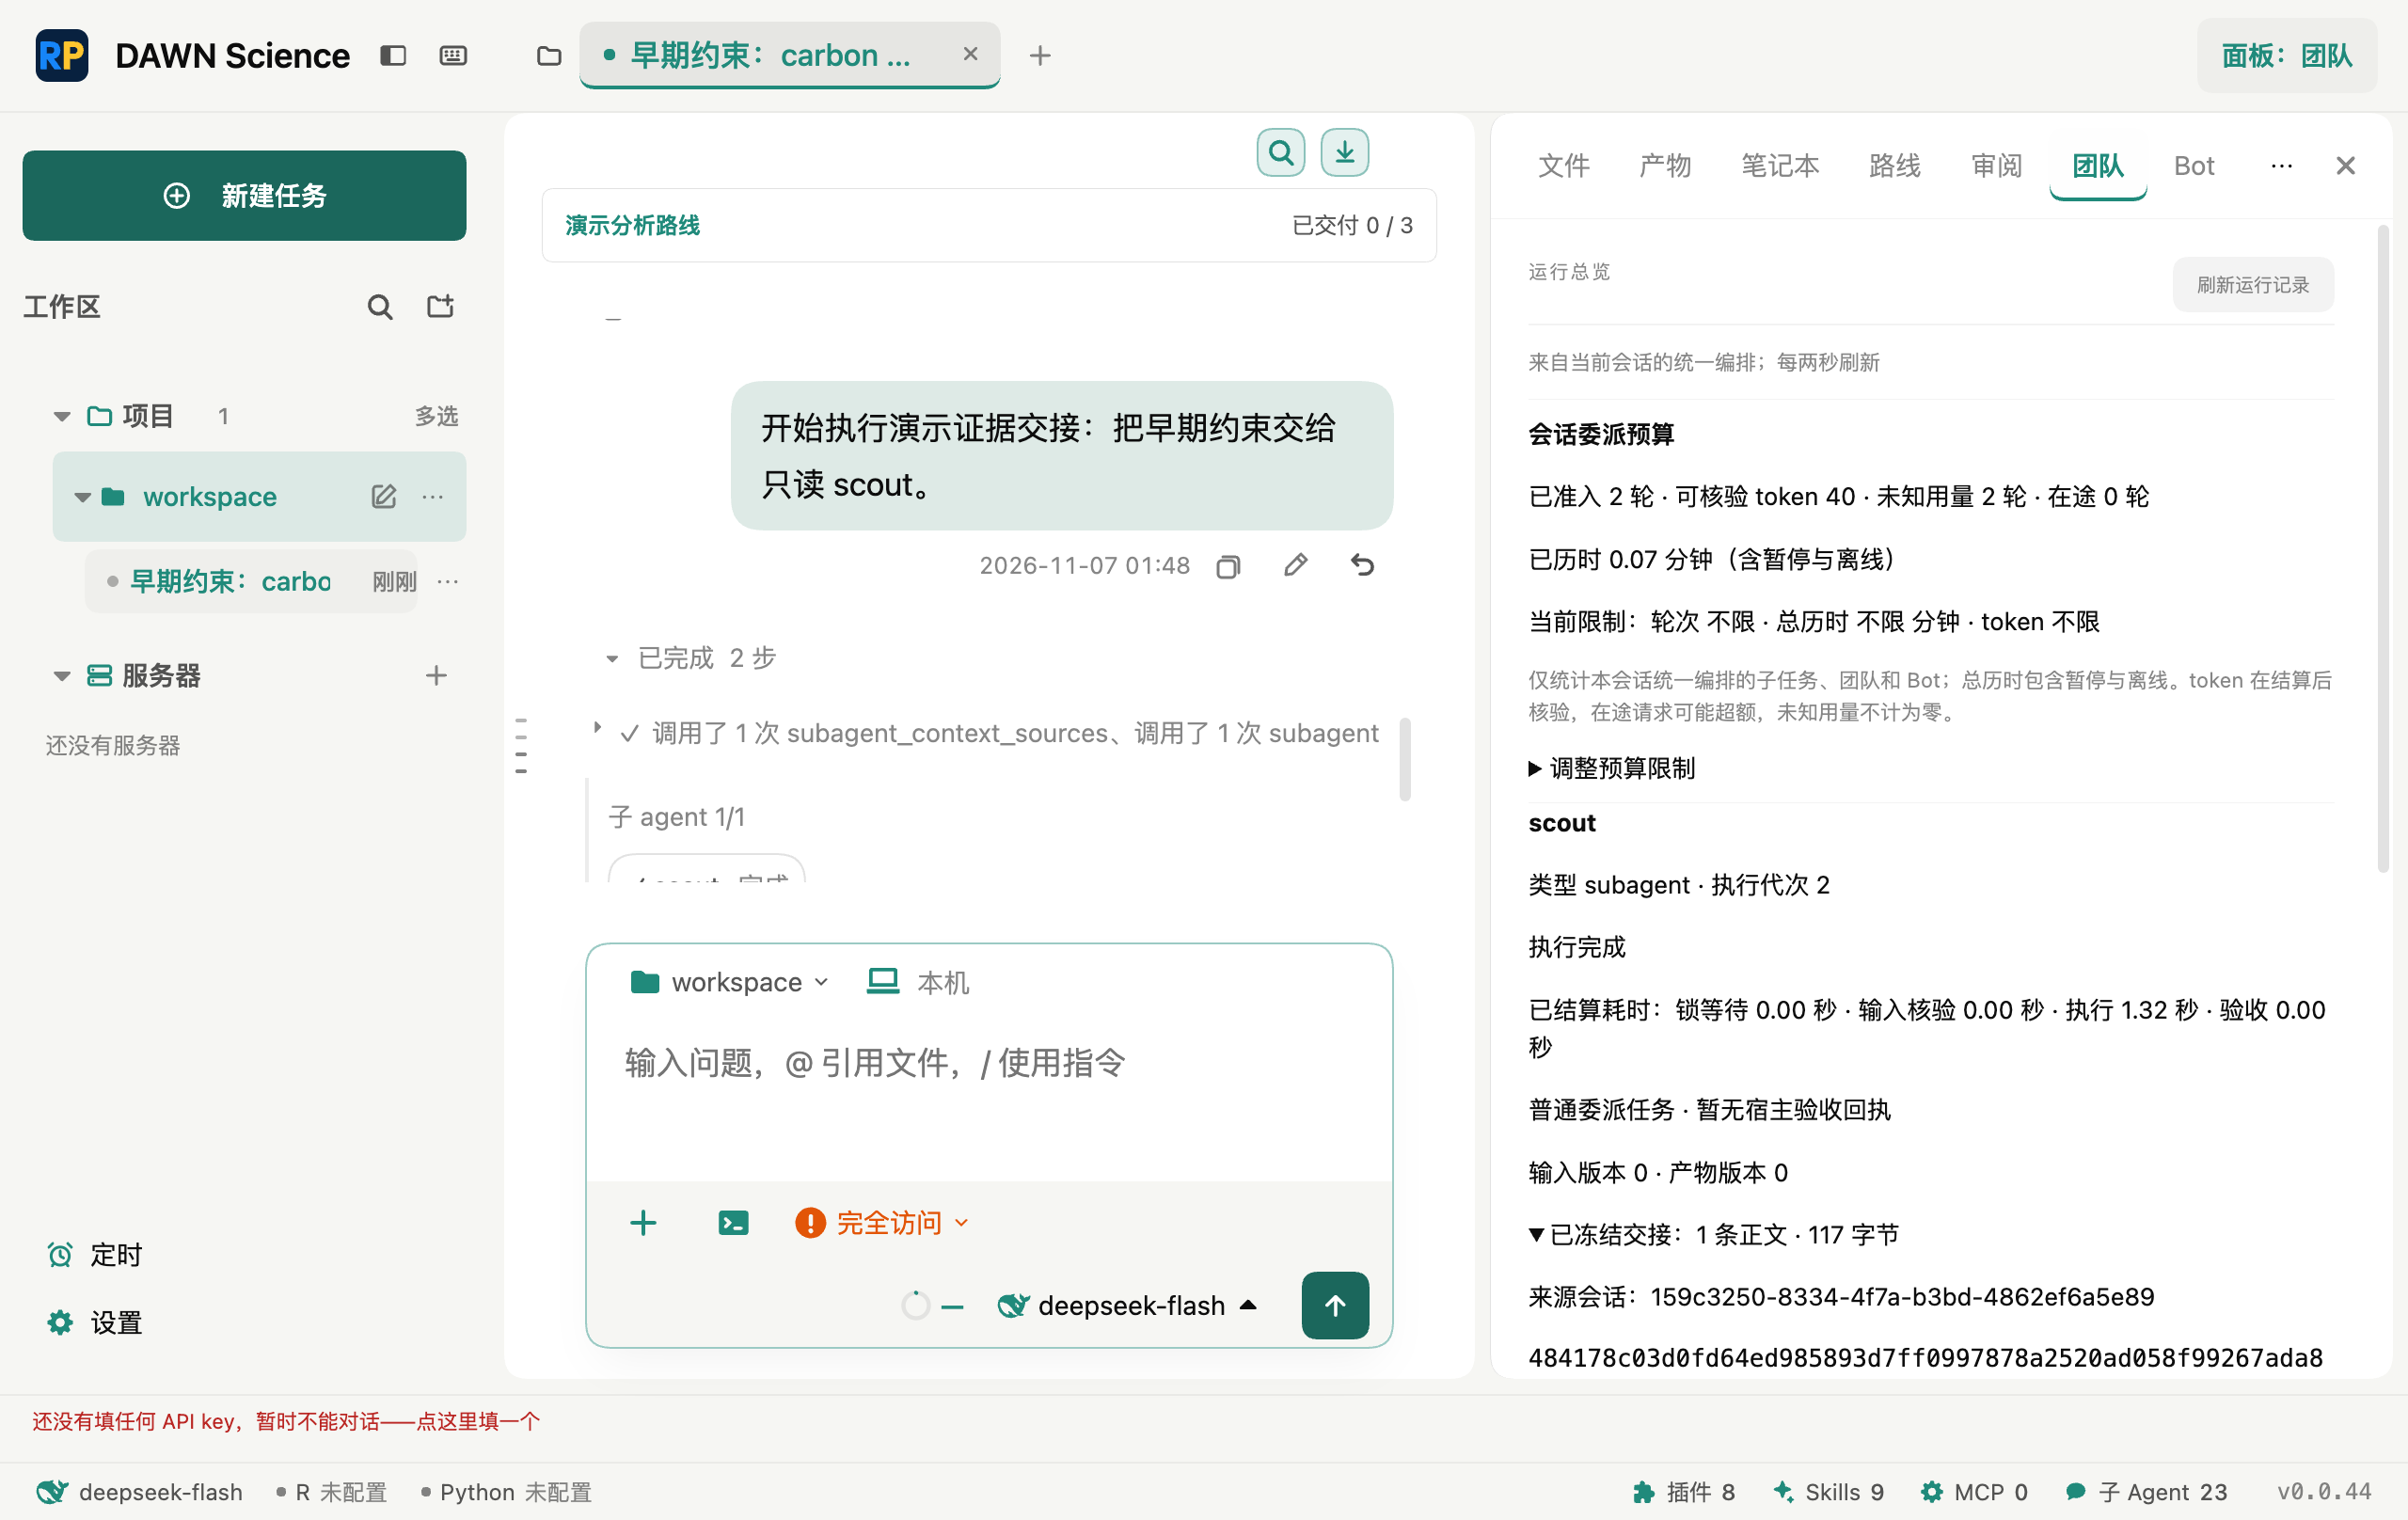 RP
DAWN Science
早期约束：carbon ...
面板：团队
新建任务
工作区
项目 1 多选
workspace
早期约束：carbo 刚刚
服务器
还没有服务器
定时
设置
演示分析路线 已交付 0 / 3
开始执行演示证据交接：把早期约束交给
只读 scout。
2026-11-07 01:48
已完成 2 步
调用了 1 次 subagent_context_sources、调用了 1 次 subagent
子 agent 1/1
workspace 本机
输入问题，@ 引用文件，/ 使用指令
完全访问
deepseek-flash
文件 产物 笔记本 路线 审阅 团队 Bot
运行总览 刷新运行记录
来自当前会话的统一编排；每两秒刷新
会话委派预算
已准入 2 轮 · 可核验 token 40 · 未知用量 2 轮 · 在途 0 轮
已历时 0.07 分钟（含暂停与离线）
当前限制：轮次 不限 · 总历时 不限 分钟 · token 不限
仅统计本会话统一编排的子任务、团队和 Bot；总历时包含暂停与离线。token 在结算后
核验，在途请求可能超额，未知用量不计为零。
调整预算限制
scout
类型 subagent · 执行代次 2
执行完成
已结算耗时：锁等待 0.00 秒 · 输入核验 0.00 秒 · 执行 1.32 秒 · 验收 0.00
秒
普通委派任务 · 暂无宿主验收回执
输入版本 0 · 产物版本 0
已冻结交接：1 条正文 · 117 字节
来源会话：159c3250-8334-4f7a-b3bd-4862ef6a5e89
484178c03d0fd64ed985893d7ff0997878a2520ad058f99267ada8
还没有填任何 API key，暂时不能对话——点这里填一个
deepseek-flash R 未配置 Python 未配置
插件 8 Skills 9 MCP 0 子 Agent 23 v0.0.44